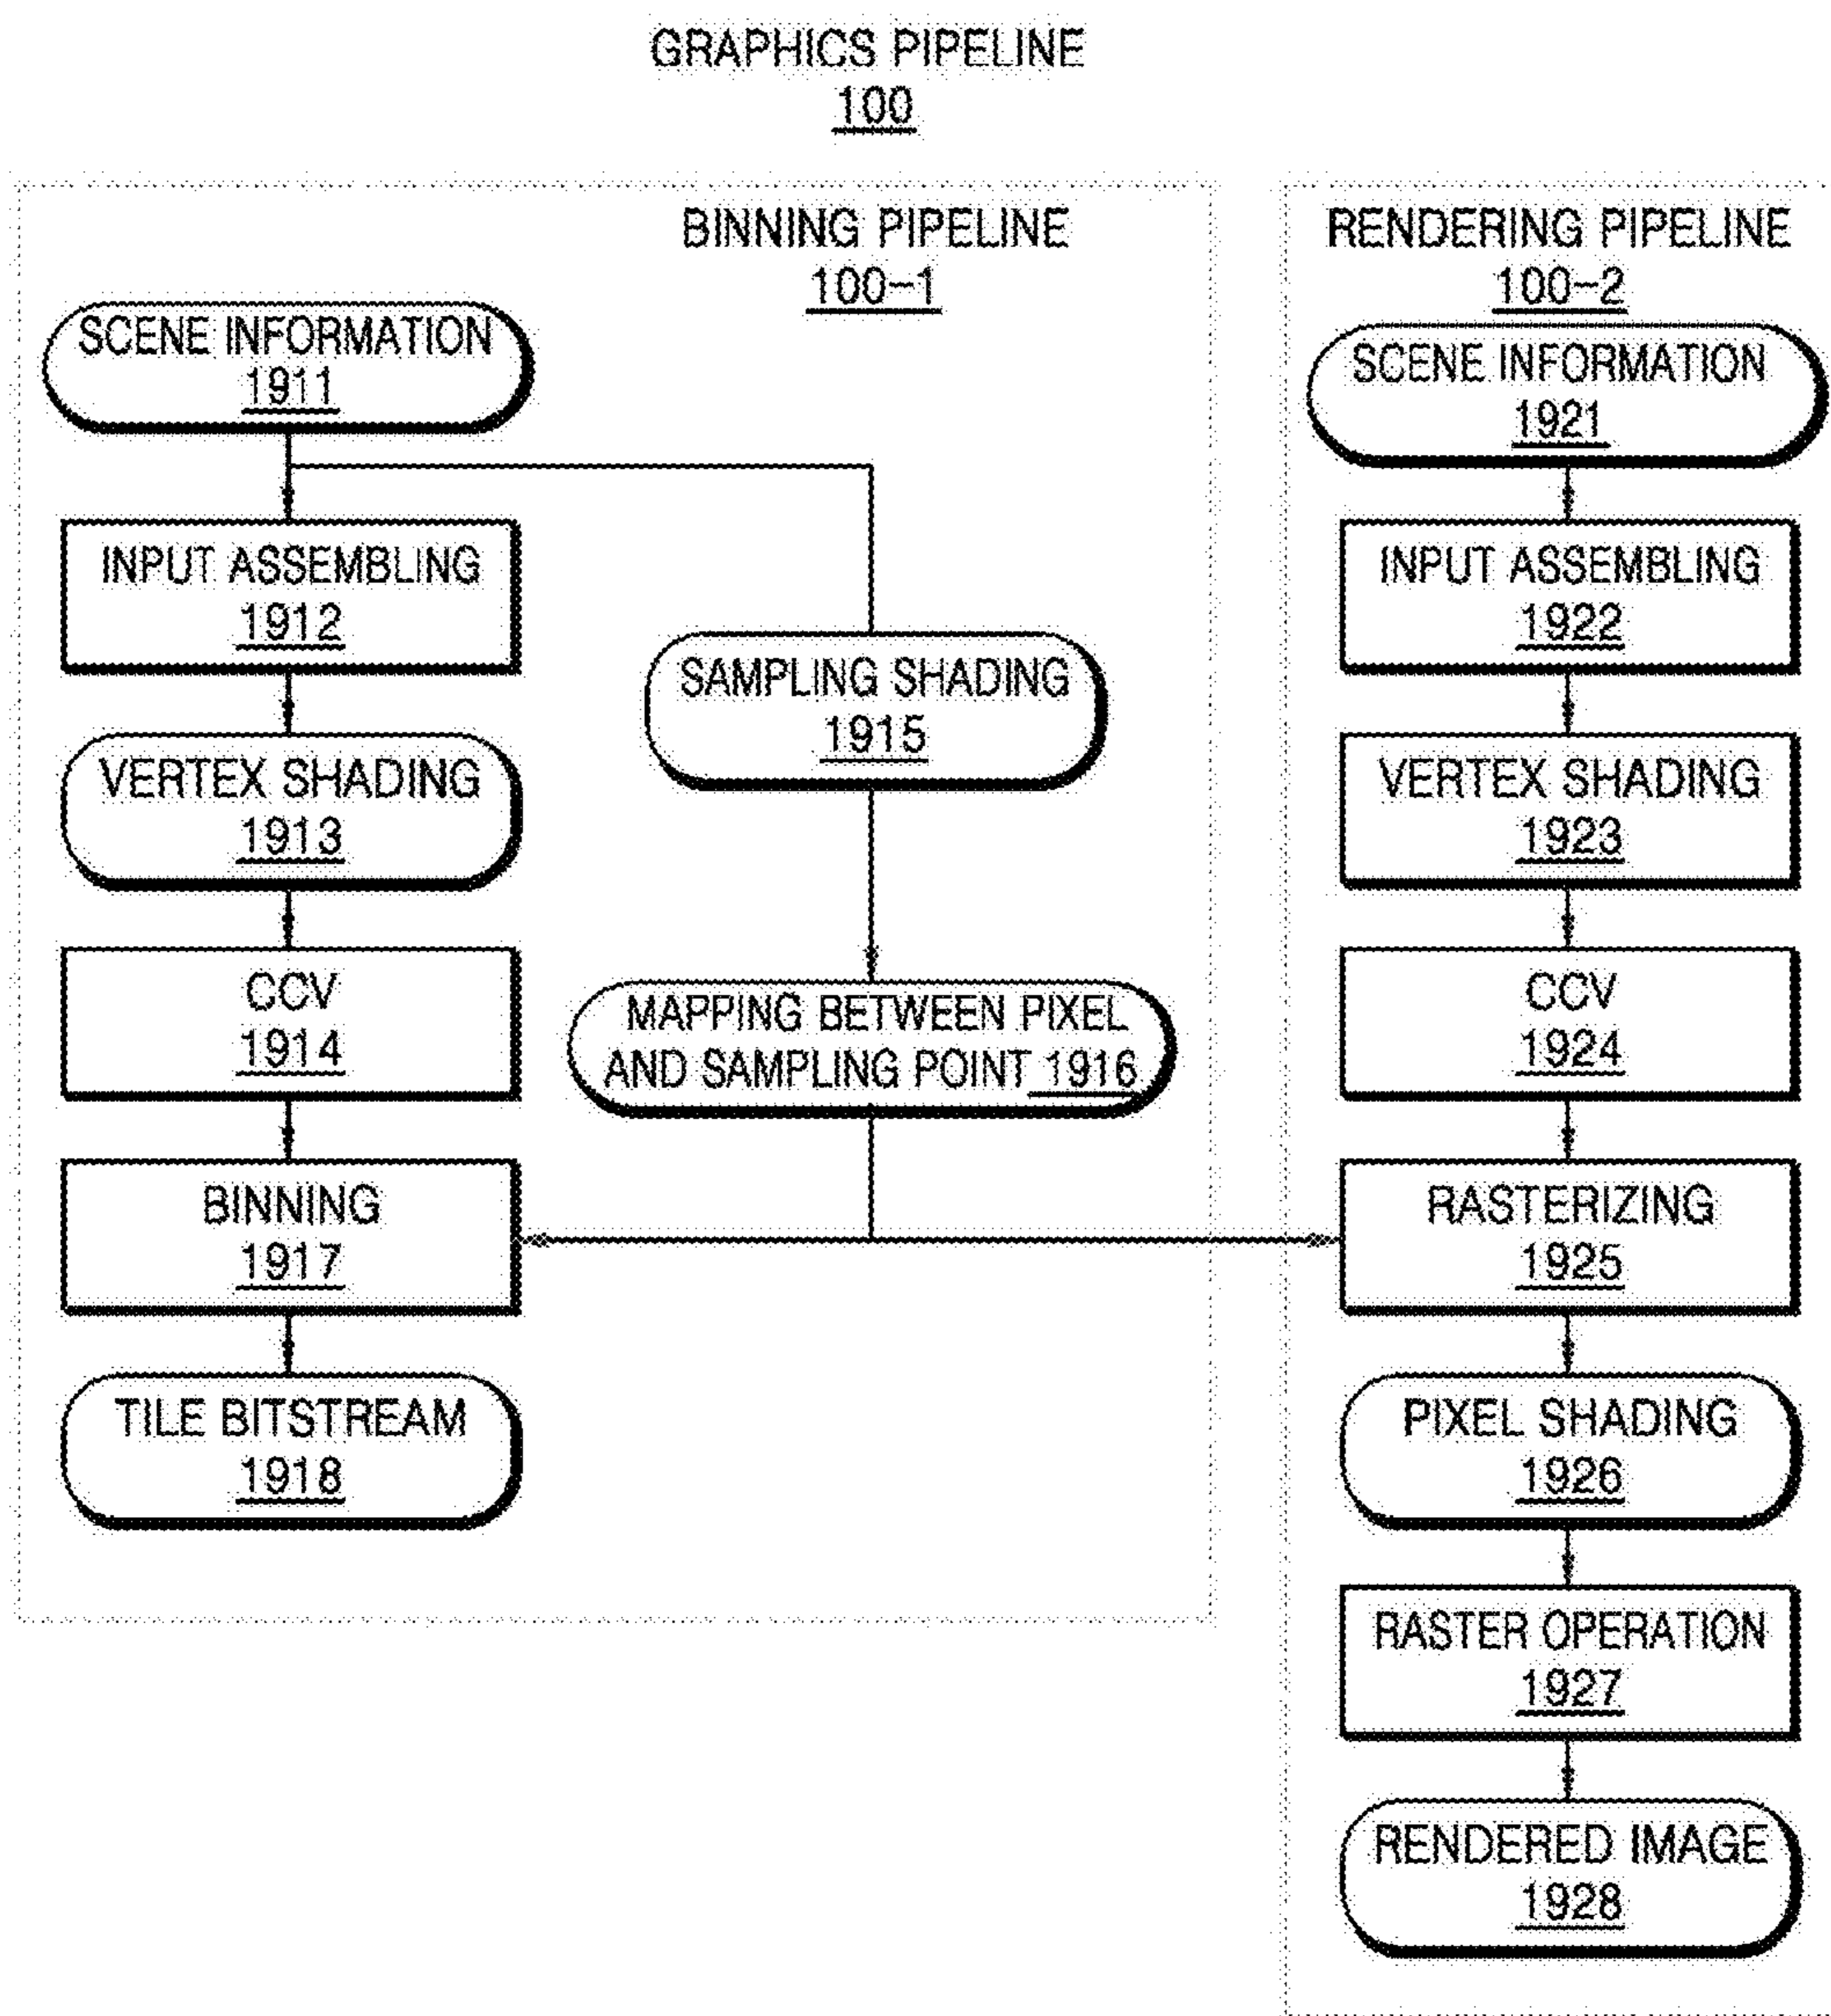 GRAPHICS PIPELINE
100
BINNING PIPELINE
100-1
SCENE INFORMATION
1911
INPUT ASSEMBLING
1912
VERTEX SHADING
1913
CCV
1914
SAMPLING SHADING
1915
MAPPING BETWEEN PIXEL
AND SAMPLING POINT 1916
BINNING
1917
TILE BITSTREAM
1918
RENDERING PIPELINE
100-2
SCENE INFORMATION
1921
INPUT ASSEMBLING
1922
VERTEX SHADING
1923
CCV
1924
RASTERIZING
1925
PIXEL SHADING
1926
RASTER OPERATION
1927
RENDERED IMAGE
1928